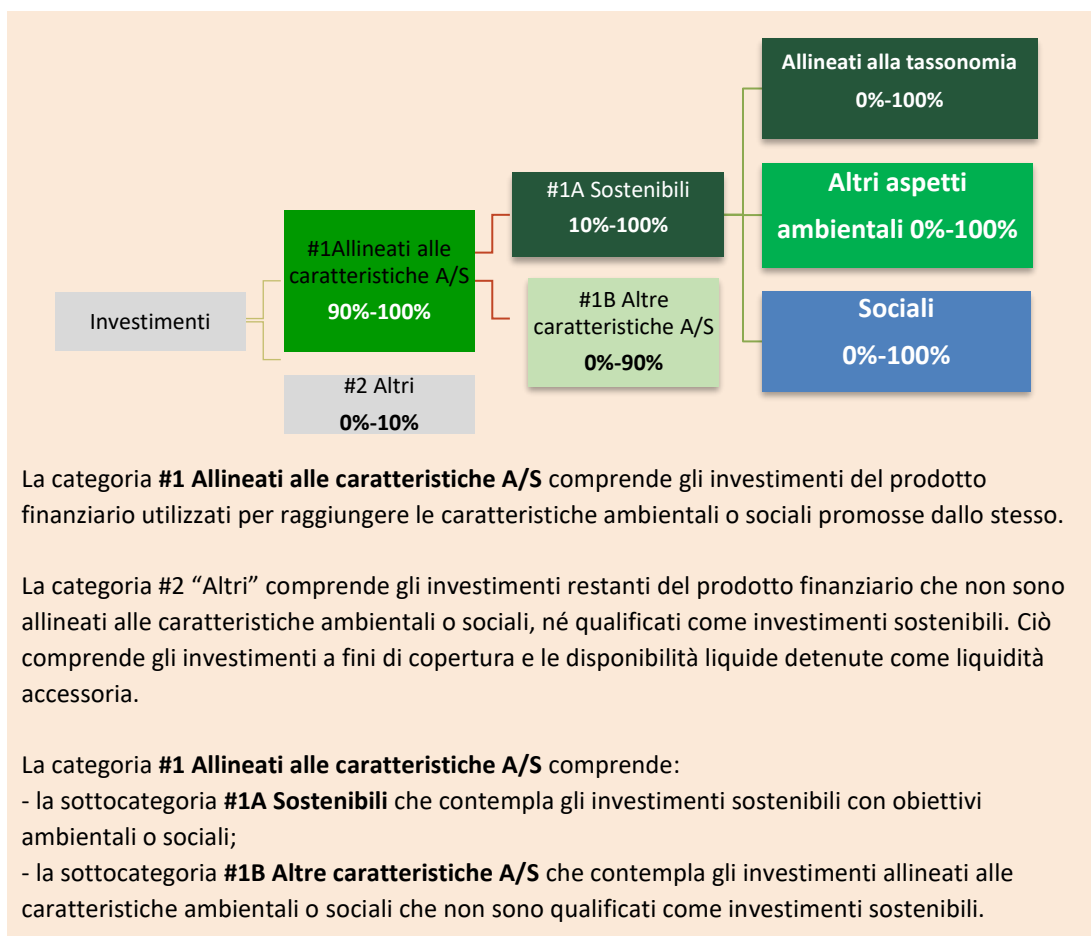 Allineati alla tassonomia
0%-100%
#1A Sostenibili
10%-100%
Altri aspetti
ambientali 0%-100%
#1Allineati alle
caratteristiche A/S
90%-100%
Investimenti
#1B Altre
caratteristiche A/S
0%-90%
Sociali
0%-100%
#2 Altri
0%-10%
La categoria #1 Allineati alle caratteristiche A/S comprende gli investimenti del prodotto
finanziario utilizzati per raggiungere le caratteristiche ambientali o sociali promosse dallo stesso.
La categoria #2 “Altri” comprende gli investimenti restanti del prodotto finanziario che non sono
allineati alle caratteristiche ambientali o sociali, né qualificati come investimenti sostenibili. Ciò
comprende gli investimenti a fini di copertura e le disponibilità liquide detenute come liquidità
accessoria.
La categoria #1 Allineati alle caratteristiche A/S comprende:
- la sottocategoria #1A Sostenibili che contempla gli investimenti sostenibili con obiettivi
ambientali o sociali;
- la sottocategoria #1B Altre caratteristiche A/S che contempla gli investimenti allineati alle
caratteristiche ambientali o sociali che non sono qualificati come investimenti sostenibili.